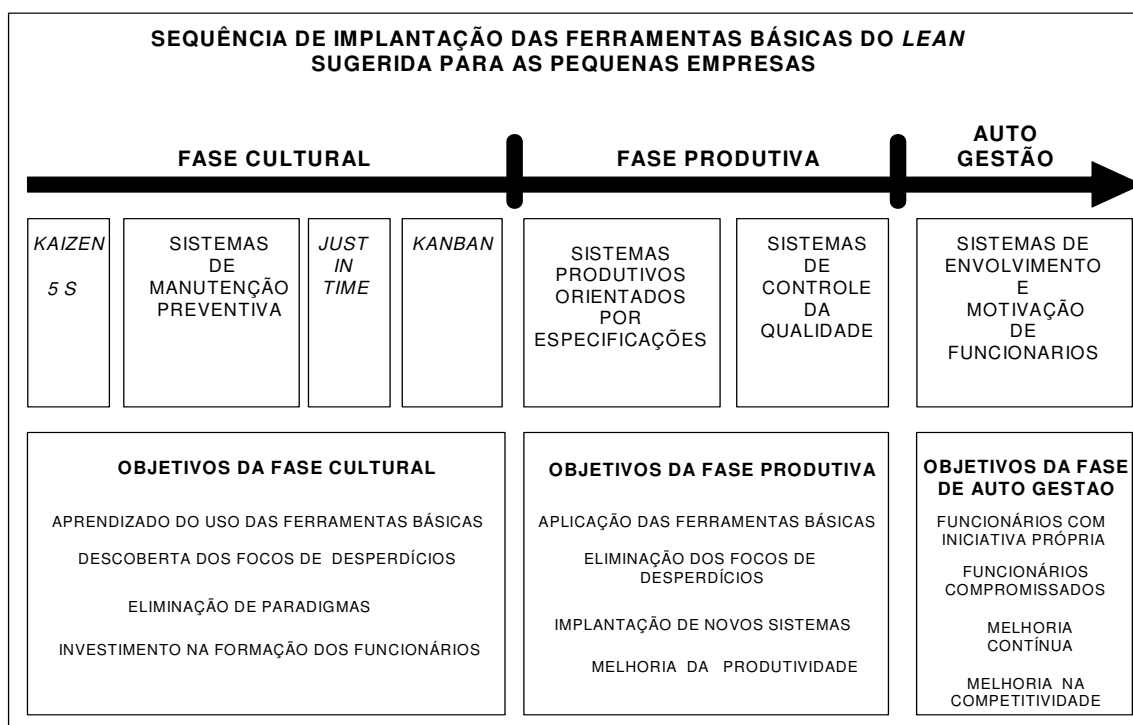 SEQUÊNCIA DE IMPLANTAÇÃO DAS FERRAMENTAS BÁSICAS DO LEAN
SUGERIDA PARA AS PEQUENAS EMPRESAS
FASE CULTURAL
FASE PRODUTIVA
AUTO
GESTÃO
KAIZEN
5 S
SISTEMAS
DE
MANUTENÇÃO
PREVENTIVA
JUST
IN
TIME
KANBAN
SISTEMAS
PRODUTIVOS
ORIENTADOS
POR
ESPECIFICAÇÕES
SISTEMAS
DE
CONTROLE
DA
QUALIDADE
SISTEMAS DE
ENVOLVIMENTO
E
MOTIVAÇÃO
DE
FUNCIONARIOS
OBJETIVOS DA FASE CULTURAL
APRENDIZADO DO USO DAS FERRAMENTAS BÁSICAS
DESCOBERTA DOS FOCOS DE DESPERDÍCIOS
ELIMINAÇÃO DE PARADIGMAS
INVESTIMENTO NA FORMAÇÃO DOS FUNCIONÁRIOS
OBJETIVOS DA FASE PRODUTIVA
APLICAÇÃO DAS FERRAMENTAS BÁSICAS
ELIMINAÇÃO DOS FOCOS DE
DESPERDÍCIOS
IMPLANTAÇÃO DE NOVOS SISTEMAS
MELHORIA DA PRODUTIVIDADE
OBJETIVOS DA FASE
DE AUTO GESTAO
FUNCIONÁRIOS COM
INICIATIVA PRÓPRIA
FUNCIONÁRIOS
COMPROMISSADOS
MELHORIA
CONTÍNUA
MELHORIA NA
COMPETITIVIDADE